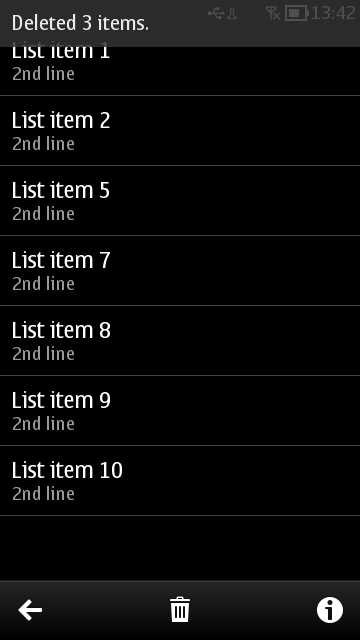 Deleted 3 items.
13:42
List item 1
2nd line
List item 2
2nd line
List item 5
2nd line
List item 7
2nd line
List item 8
2nd line
List item 9
2nd line
List item 10
2nd line